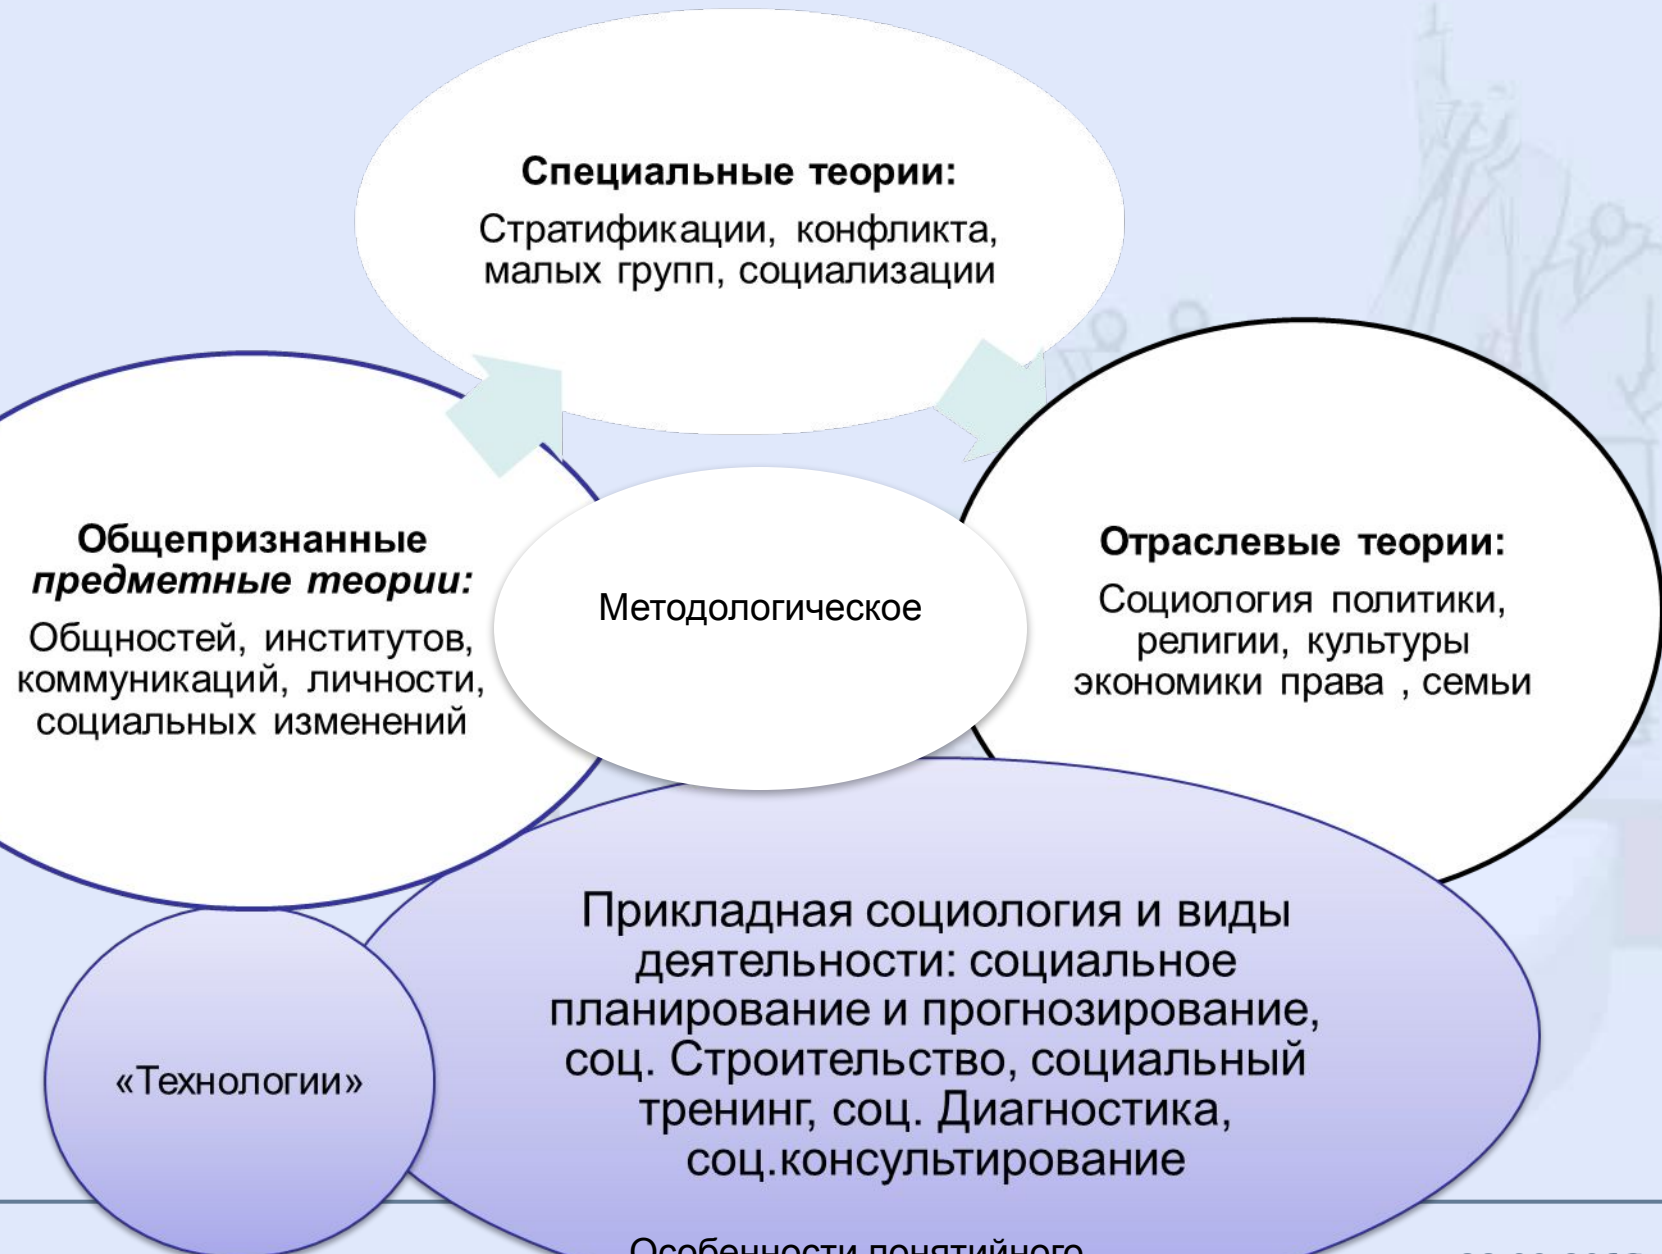 Специальные теории:
Стратификации, конфликта,
малых групп, социализации
Общепризнанные
предметные теории:
Общностей, институтов,
коммуникаций, личности,
социальных изменений
Методологическое
Отраслевые теории:
Социология политики,
религии, культуры
экономики права , семьи
Прикладная социология и виды
деятельности: социальное
планирование и прогнозирование,
соц. Строительство, социальный
тренинг, соц. Диагностика,
соц.консультирование
«Технологии»
Особенности понятийного